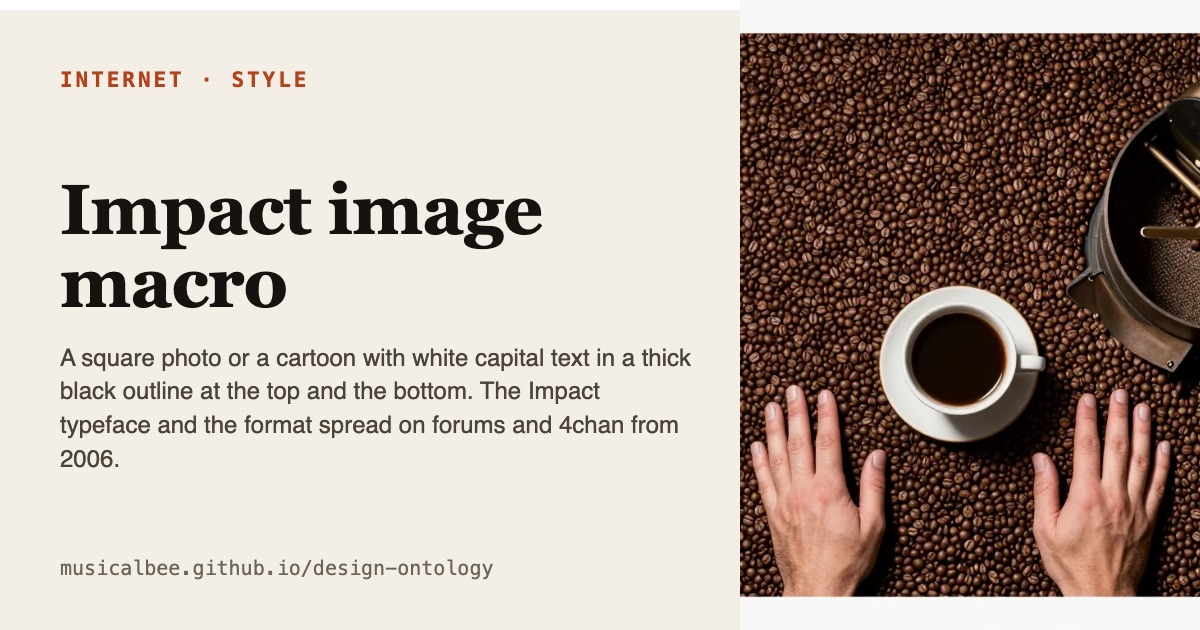 INTERNET · STYLE
Impact image
macro
A square photo or a cartoon with white capital text in a thick
black outline at the top and the bottom. The Impact
typeface and the format spread on forums and 4chan from
2006.
musicalbee.github.io/design-ontology